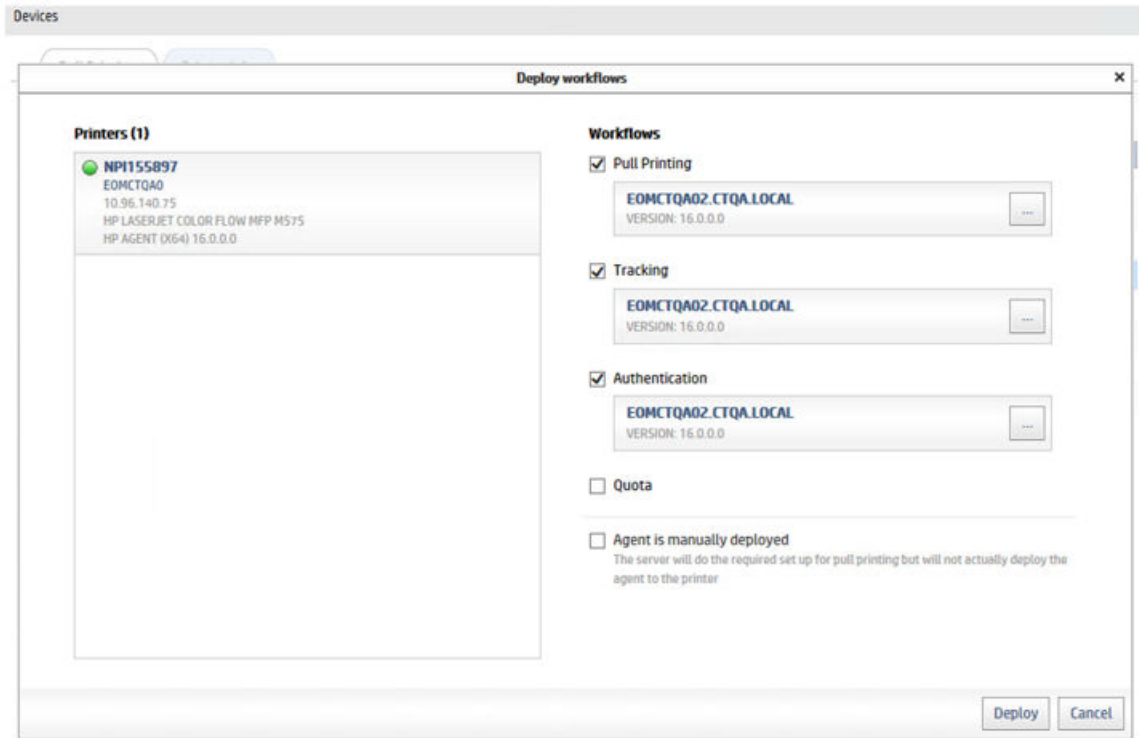 Devices
Deploy workflows
Printers (1)
NPI155897
EOMCTQA0
10.96.140.75
HP LASERJET COLOR FLOW MFP M575
HP AGENT (X64) 16.0.0.0
Workflows
Pull Printing
EOMCTQA02.CTQA.LOCAL
VERSION: 16.0.0.0
...
Tracking
EOMCTQA02.CTQA.LOCAL
VERSION: 16.0.0.0
...
Authentication
EOMCTQA02.CTQA.LOCAL
VERSION: 16.0.0.0
...
Quota
Agent is manually deployed
The server will do the required set up for pull printing but will not actually deploy the
agent to the printer
Deploy
Cancel